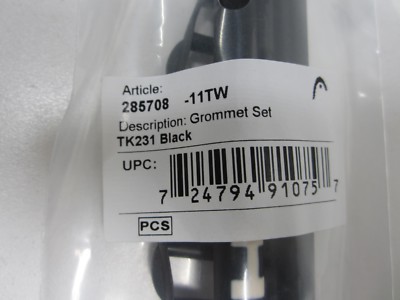 Article:
285708 -11TW
Description: Grommet Set
TK231 Black
UPC:
7 24794 91075 7
PCS